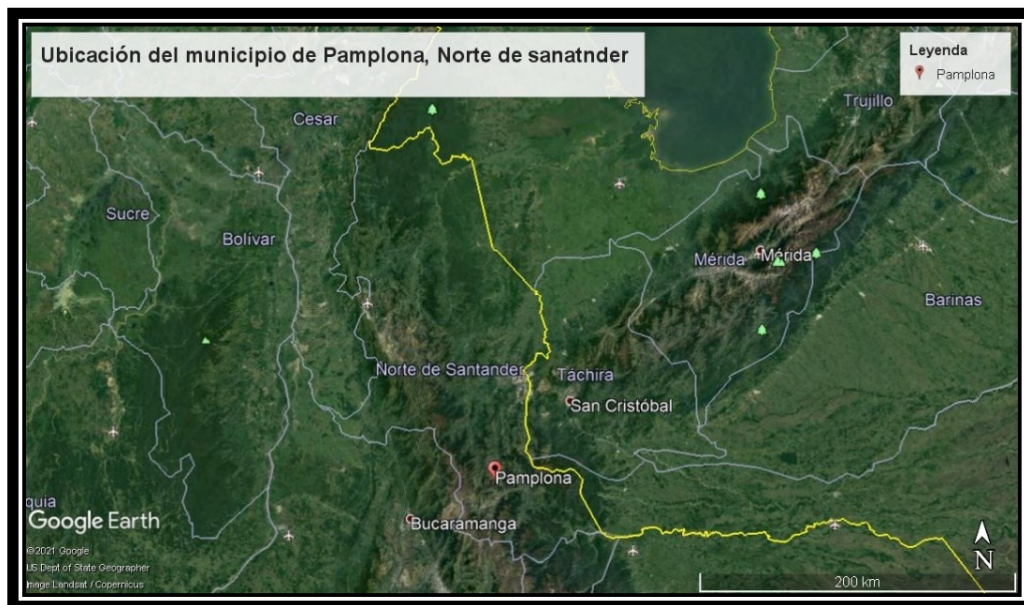 Ubicación del municipio de Pamplona, Norte de sanatnder
Leyenda
Pamplona
Trujillo
Cesar
Sucre
Bolívar
Mérida
Mérida
Barinas
Norte de Santander
Táchira
San Cristóbal
Pamplona
quia
Google Earth
Bucaramanga
©2021 Google
US Dept of State Geographer
Image Landsat / Copernicus
N
200 km